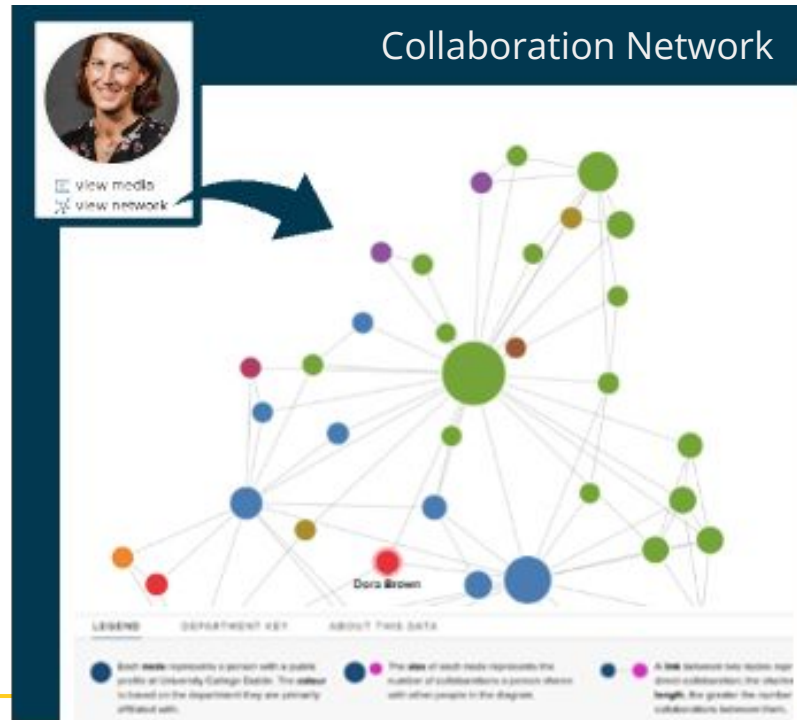 Collaboration Network
view media
view network
Dora Brown
LEGEND
DEPARTMENT KEY
ABOUT THIS DATA
Each node represents a person with a public
profile at University College Dublin. The colour
is based on the department they are primarily
affiliated with.
The size of each node represents the
number of collaborations a person shares
with other people in the diagram.
A link between two nodes
direct collaboration; the shorter
length, the greater the number
collaborations between them.